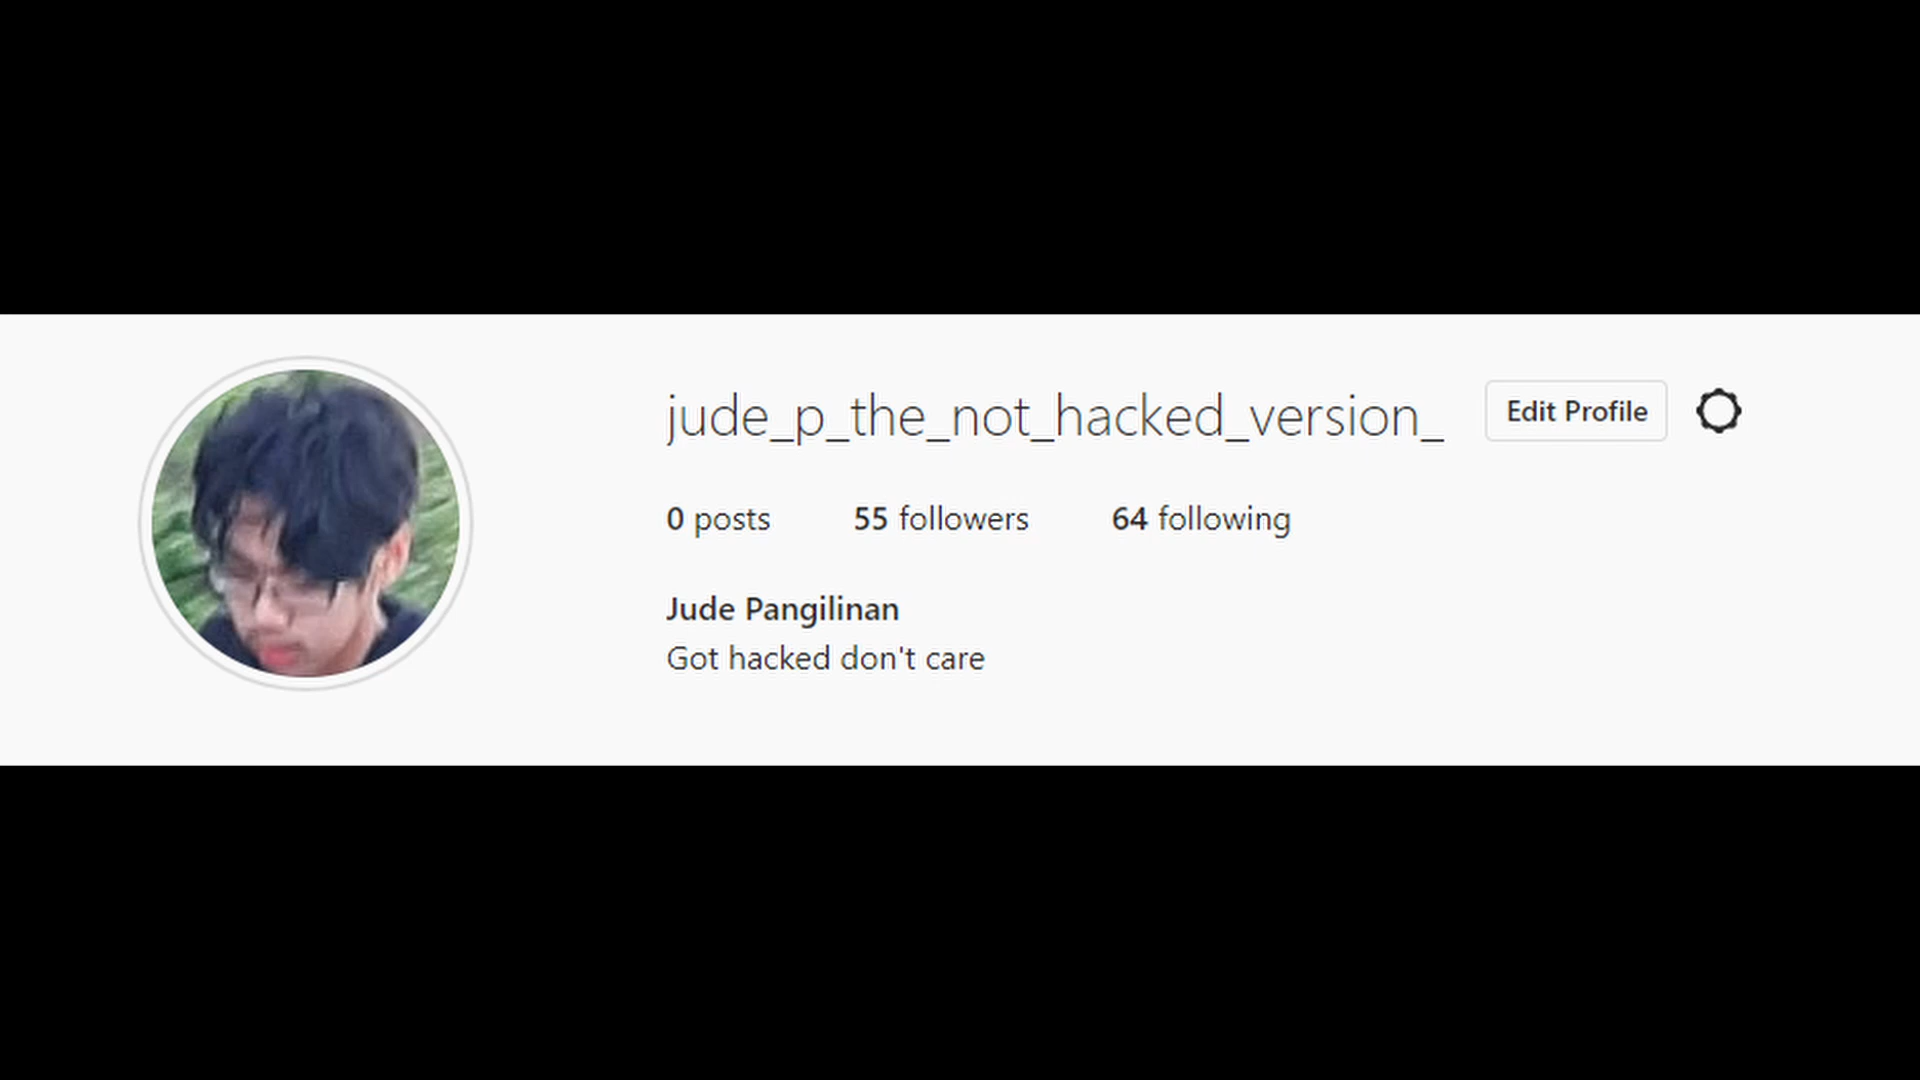 jude_p_the_not_hacked_version_ Edit Profile
0 posts 55 followers 64 following
Jude Pangilinan
Got hacked don't care